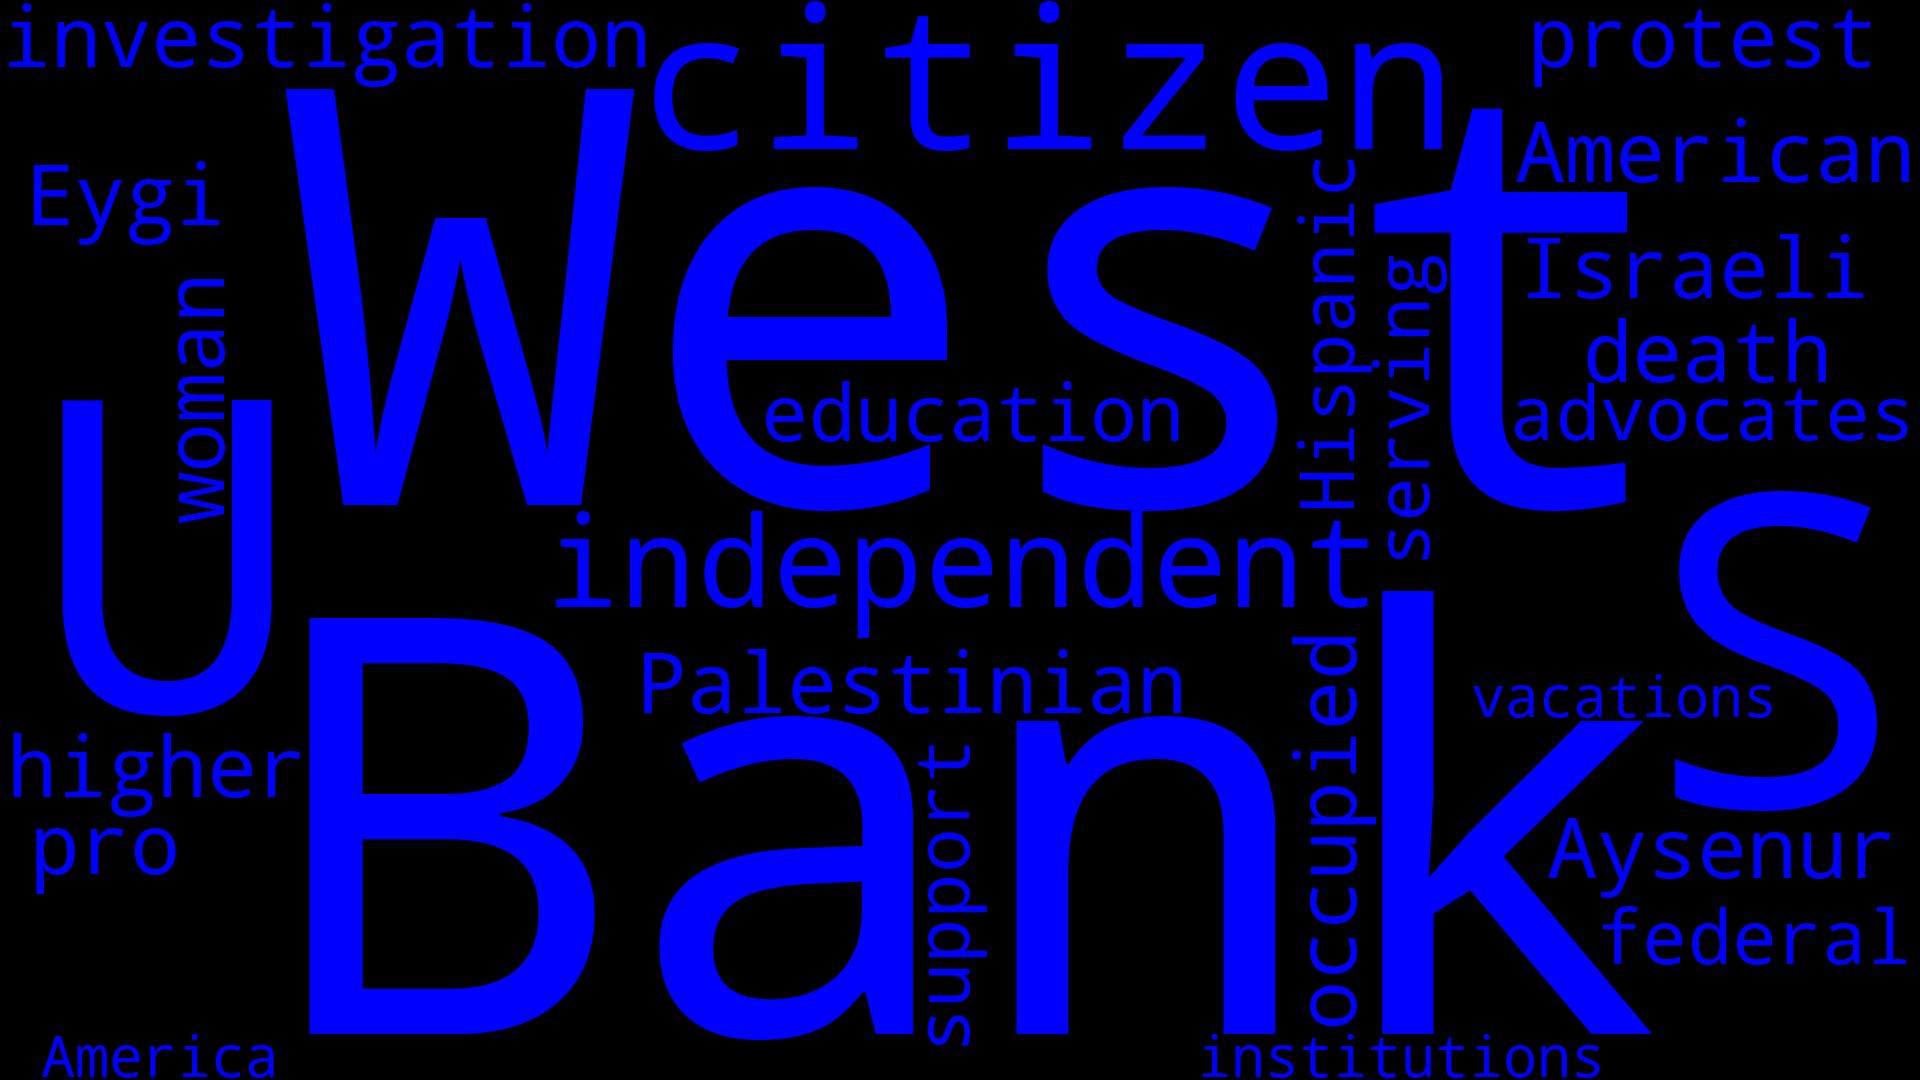 investigation
citizen
protest
American
Eygi
West
Hispanic
serving
Israeli
woman
death
education
advocates
U
S
independent
Palestinian
occupied
vacations
Bank
higher
support
pro
Aysenur
federal
America
institutions